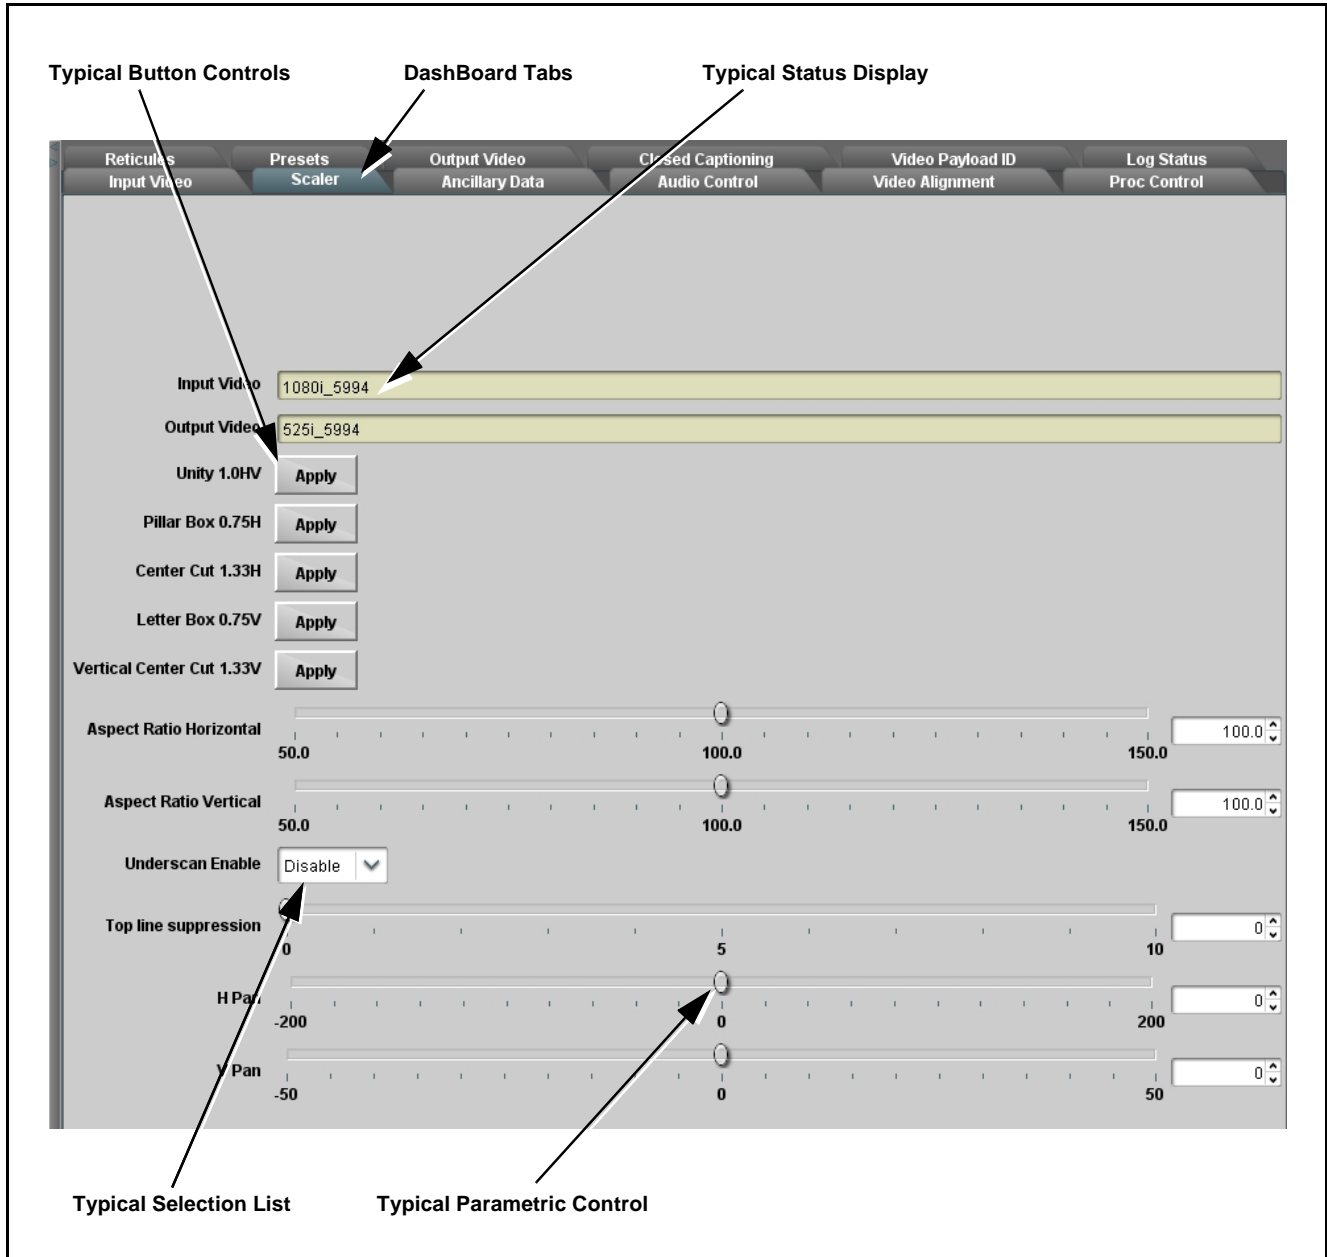 Typical Button Controls DashBoard Tabs Typical Status Display
Reticules Presets Output Video Closed Captioning Video Payload ID Log Status
Input Video Scaler Ancillary Data Audio Control Video Alignment Proc Control
Input Video 1080i_5994
Output Video 525i_5994
Unity 1.0HV Apply
Pillar Box 0.75H Apply
Center Cut 1.33H Apply
Letter Box 0.75V Apply
Vertical Center Cut 1.33V Apply
Aspect Ratio Horizontal 100.0
50.0 100.0 150.0
Aspect Ratio Vertical 100.0
50.0 100.0 150.0
Underscan Enable Disable
Top line suppression 0
0 5 10
H Pan 0
-200 0 200
V Pan 0
-50 0 50
Typical Selection List Typical Parametric Control